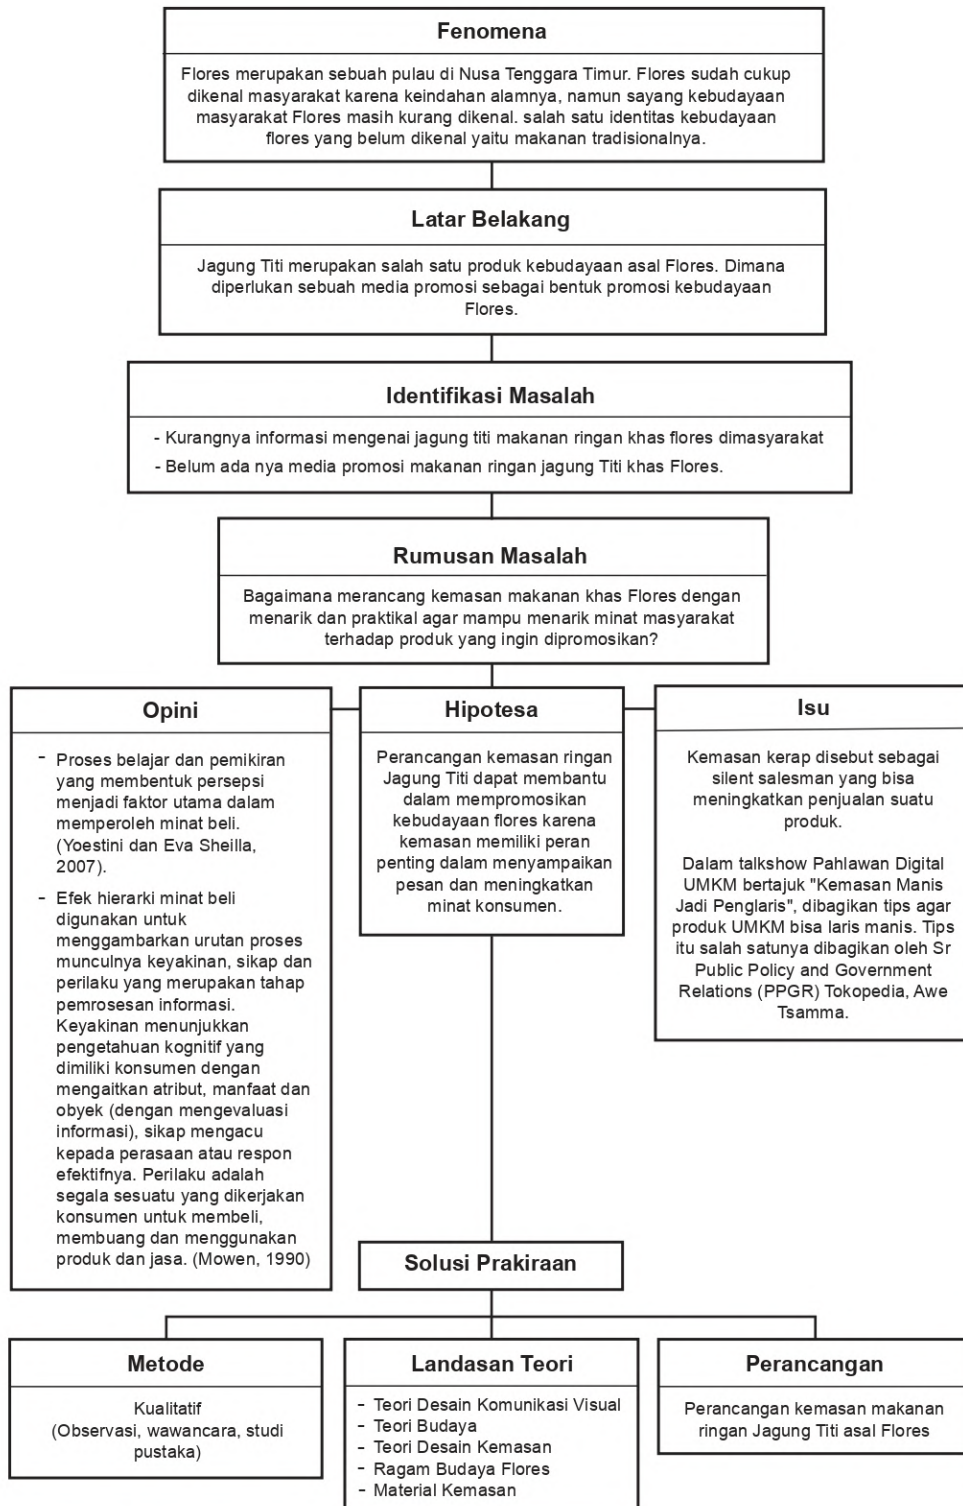 Fenomena
Flores merupakan sebuah pulau di Nusa Tenggara Timur. Flores sudah cukup
dikenal masyarakat karena keindahan alamnya, namun sayang kebudayaan
masyarakat Flores masih kurang dikenal. salah satu identitas kebudayaan
flores yang belum dikenal yaitu makanan tradisionalnya.
Latar Belakang
Jagung Titi merupakan salah satu produk kebudayaan asal Flores. Dimana
diperlukan sebuah media promosi sebagai bentuk promosi kebudayaan
Flores.
Identifikasi Masalah
- Kurangnya informasi mengenai jagung titi makanan ringan khas flores dimasyarakat
- Belum ada nya media promosi makanan ringan jagung Titi khas Flores.
Rumusan Masalah
Bagaimana merancang kemasan makanan khas Flores dengan
menarik dan praktikal agar mampu menarik minat masyarakat
terhadap produk yang ingin dipromosikan?
Opini
- Proses belajar dan pemikiran
yang membentuk persepsi
menjadi faktor utama dalam
memperoleh minat beli.
(Yoestini dan Eva Sheilla,
2007).
- Efek hierarki minat beli
digunakan untuk
menggambarkan urutan proses
munculnya keyakinan, sikap dan
perilaku yang merupakan tahap
pemrosesan informasi.
Keyakinan menunjukkan
pengetahuan kognitif yang
dimiliki konsumen dengan
mengaitkan atribut, manfaat dan
obyek (dengan mengevaluasi
informasi), sikap mengacu
kepada perasaan atau respon
efektifnya. Perilaku adalah
segala sesuatu yang dikerjakan
konsumen untuk membeli,
membuang dan menggunakan
produk dan jasa. (Mowen, 1990)
Hipotesa
Perancangan kemasan ringan
Jagung Titi dapat membantu
dalam mempromosikan
kebudayaan flores karena
kemasan memiliki peran
penting dalam menyampaikan
pesan dan meningkatkan
minat konsumen.
Isu
Kemasan kerap disebut sebagai
silent salesman yang bisa
meningkatkan penjualan suatu
produk.
Dalam talkshow Pahlawan Digital
UMKM bertajuk "Kemasan Manis
Jadi Penglaris", dibagikan tips agar
produk UMKM bisa laris manis. Tips
itu salah satunya dibagikan oleh Sr
Public Policy and Government
Relations (PPGR) Tokopedia, Awe
Tsamma.
Solusi Prakiraan
Metode
Kualitatif
(Observasi, wawancara, studi
pustaka)
Landasan Teori
- Teori Desain Komunikasi Visual
- Teori Budaya
- Teori Desain Kemasan
- Ragam Budaya Flores
- Material Kemasan
Perancangan
Perancangan kemasan makanan
ringan Jagung Titi asal Flores